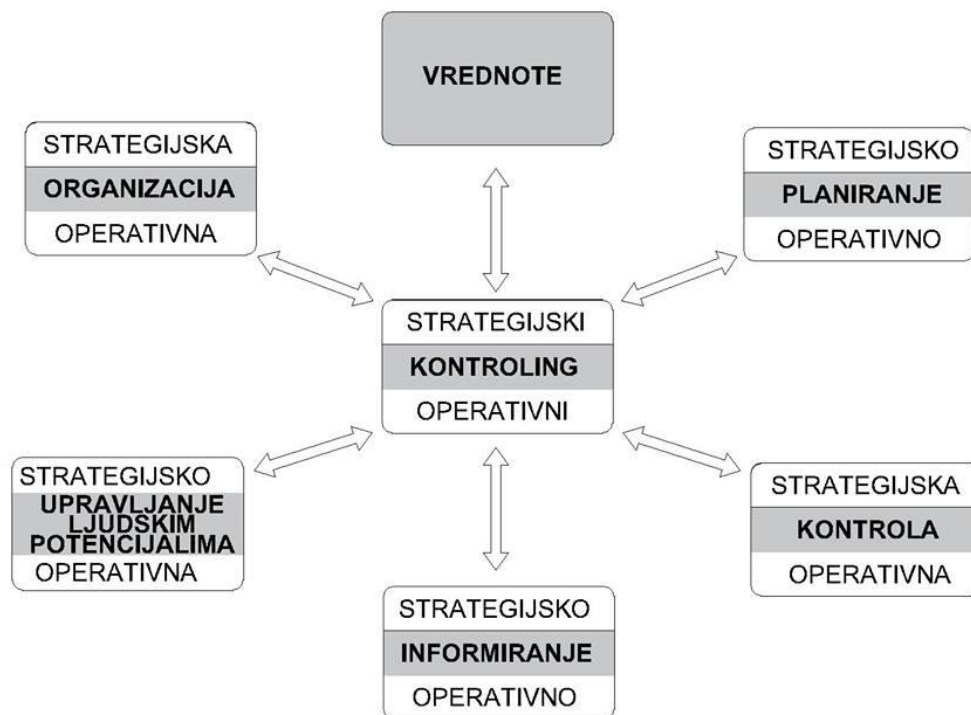 VREDNOTE
STRATEGIJSKA
ORGANIZACIJA
OPERATIVNA
STRATEGIJSKO
PLANIRANJE
OPERATIVNO
STRATEGIJSKI
KONTROLING
OPERATIVNI
STRATEGIJSKO
UPRAVLJANJE
LJUDSKIM
POTENCIJALIMA
OPERATIVNA
STRATEGIJSKA
KONTROLA
OPERATIVNA
STRATEGIJSKO
INFORMIRANJE
OPERATIVNO